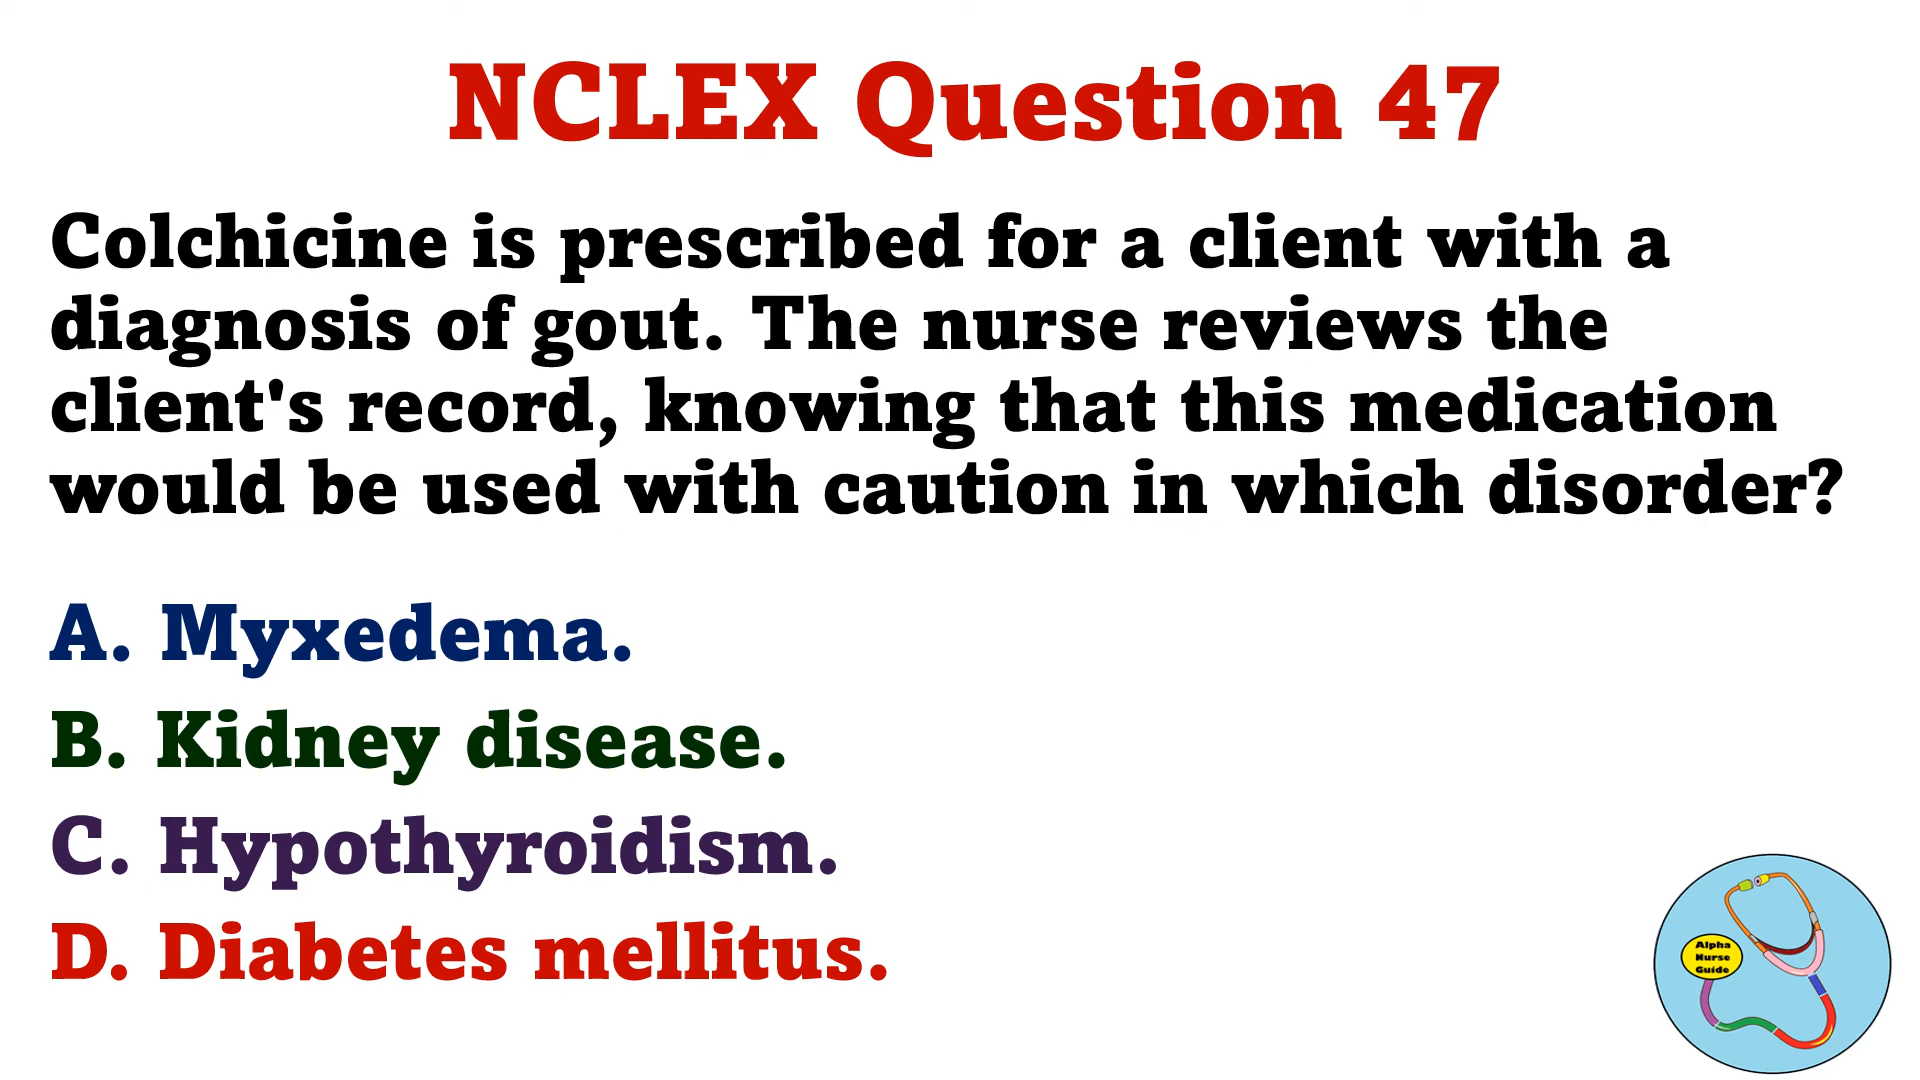 NCLEX Question 47
Colchicine is prescribed for a client with a
diagnosis of gout. The nurse reviews the
client's record, knowing that this medication
would be used with caution in which disorder?
A. Myxedema.
B. Kidney disease.
C. Hypothyroidism.
D. Diabetes mellitus.
Alpha
Nurse
Guide